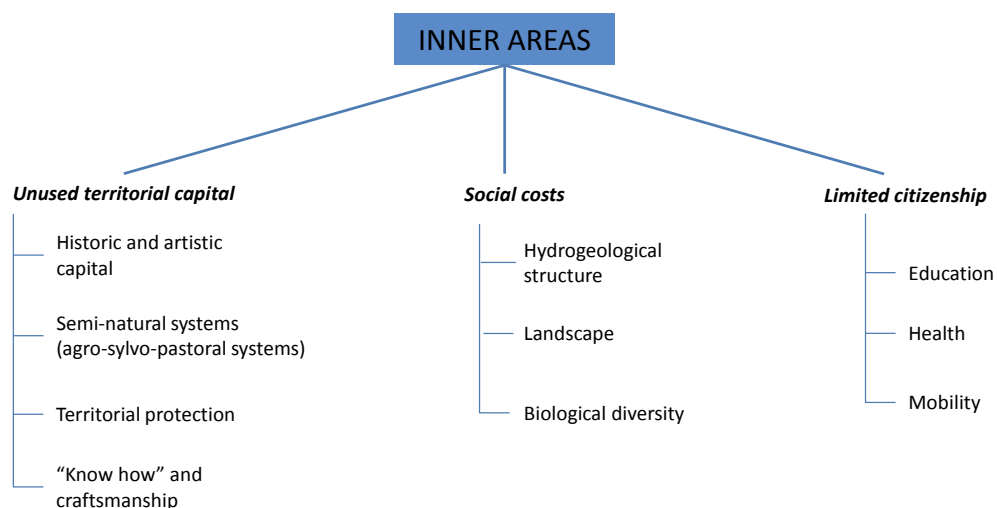 INNER AREAS
Unused territorial capital
Historic and artistic
capital
Semi-natural systems
(agro-sylvo-pastoral systems)
Territorial protection
“Know how” and
craftsmanship
Social costs
Hydrogeological
structure
Landscape
Biological diversity
Limited citizenship
Education
Health
Mobility